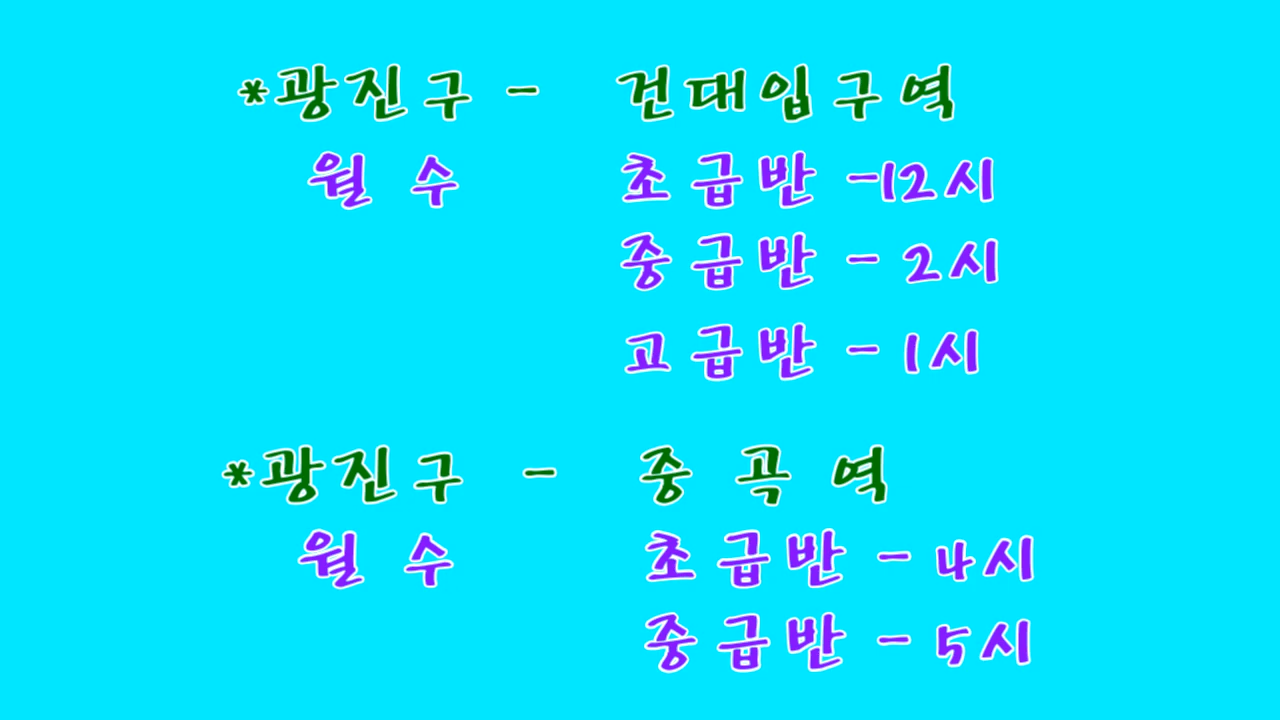 *광진구 - 건대입구역
월 수 초급반 -12시
중급반 - 2시
고급반 - 1시
*광진구 - 중곡역
월 수 초급반 - 4시
중급반 - 5시